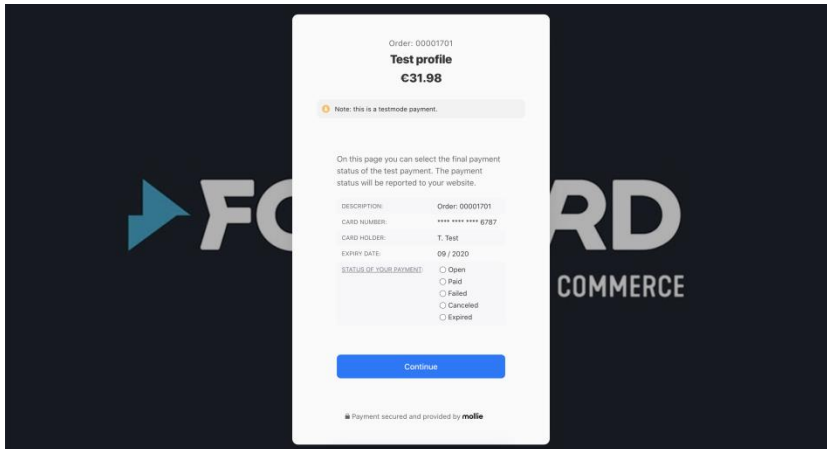 Order: 00001701
Test profile
€31.98
Note: this is a testmode payment.
On this page you can select the final payment
status of the test payment. The payment
status will be reported to your website.
DESCRIPTION: Order: 00001701
CARD NUMBER: **** **** **** 6787
CARD HOLDER: T. Test
EXPIRY DATE: 09 / 2020
STATUS OF YOUR PAYMENT: Open
Paid
Failed
Canceled
Expired
Continue
Payment secured and provided by mollie
FO RD
COMMERCE